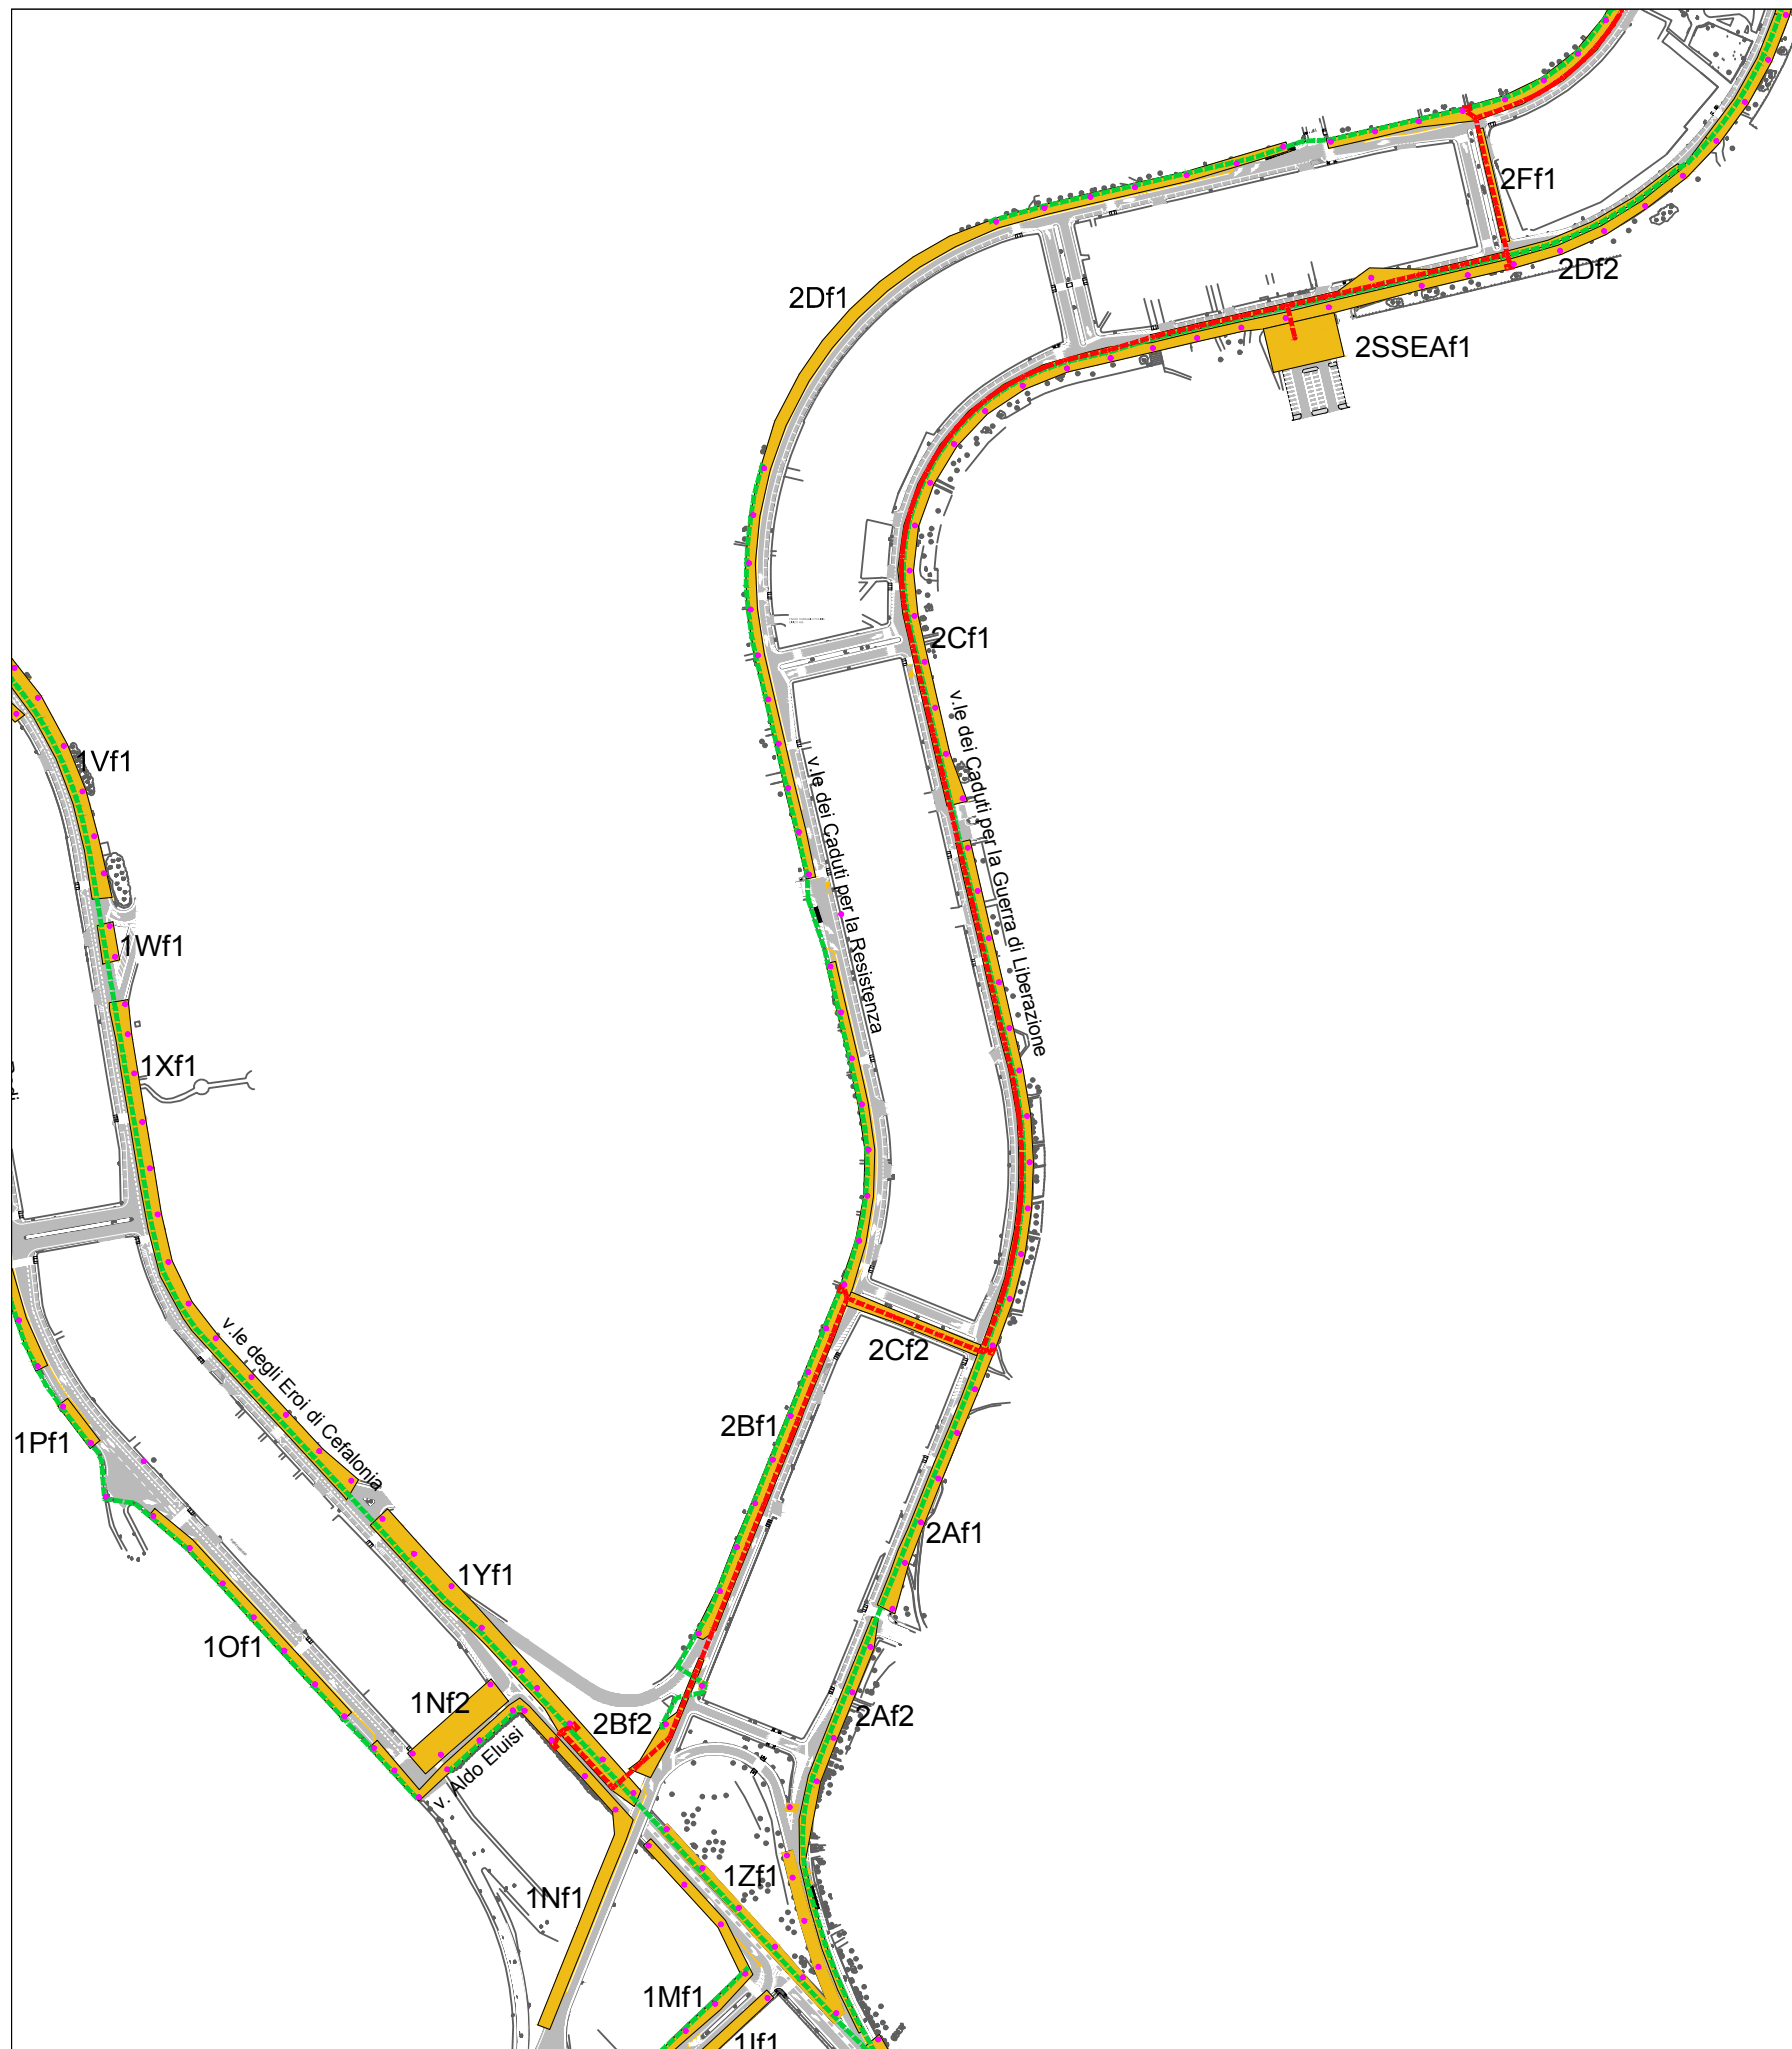 2Ff1
2Df2
2Df1
2SSEAf1
2Cf1
v.le dei Caduti per la Guerra di Liberazione
v.le dei Caduti per la Resistenza
1Vf1
1Wf1
1Xf1
v.le degli Eroi di Cefalonia
2Cf2
2Bf1
1Pf1
2Af1
1Yf1
1Of1
1Nf2
2Bf2
2Af2
v. Aldo Eluisi
1Zf1
1Nf1
1Mf1